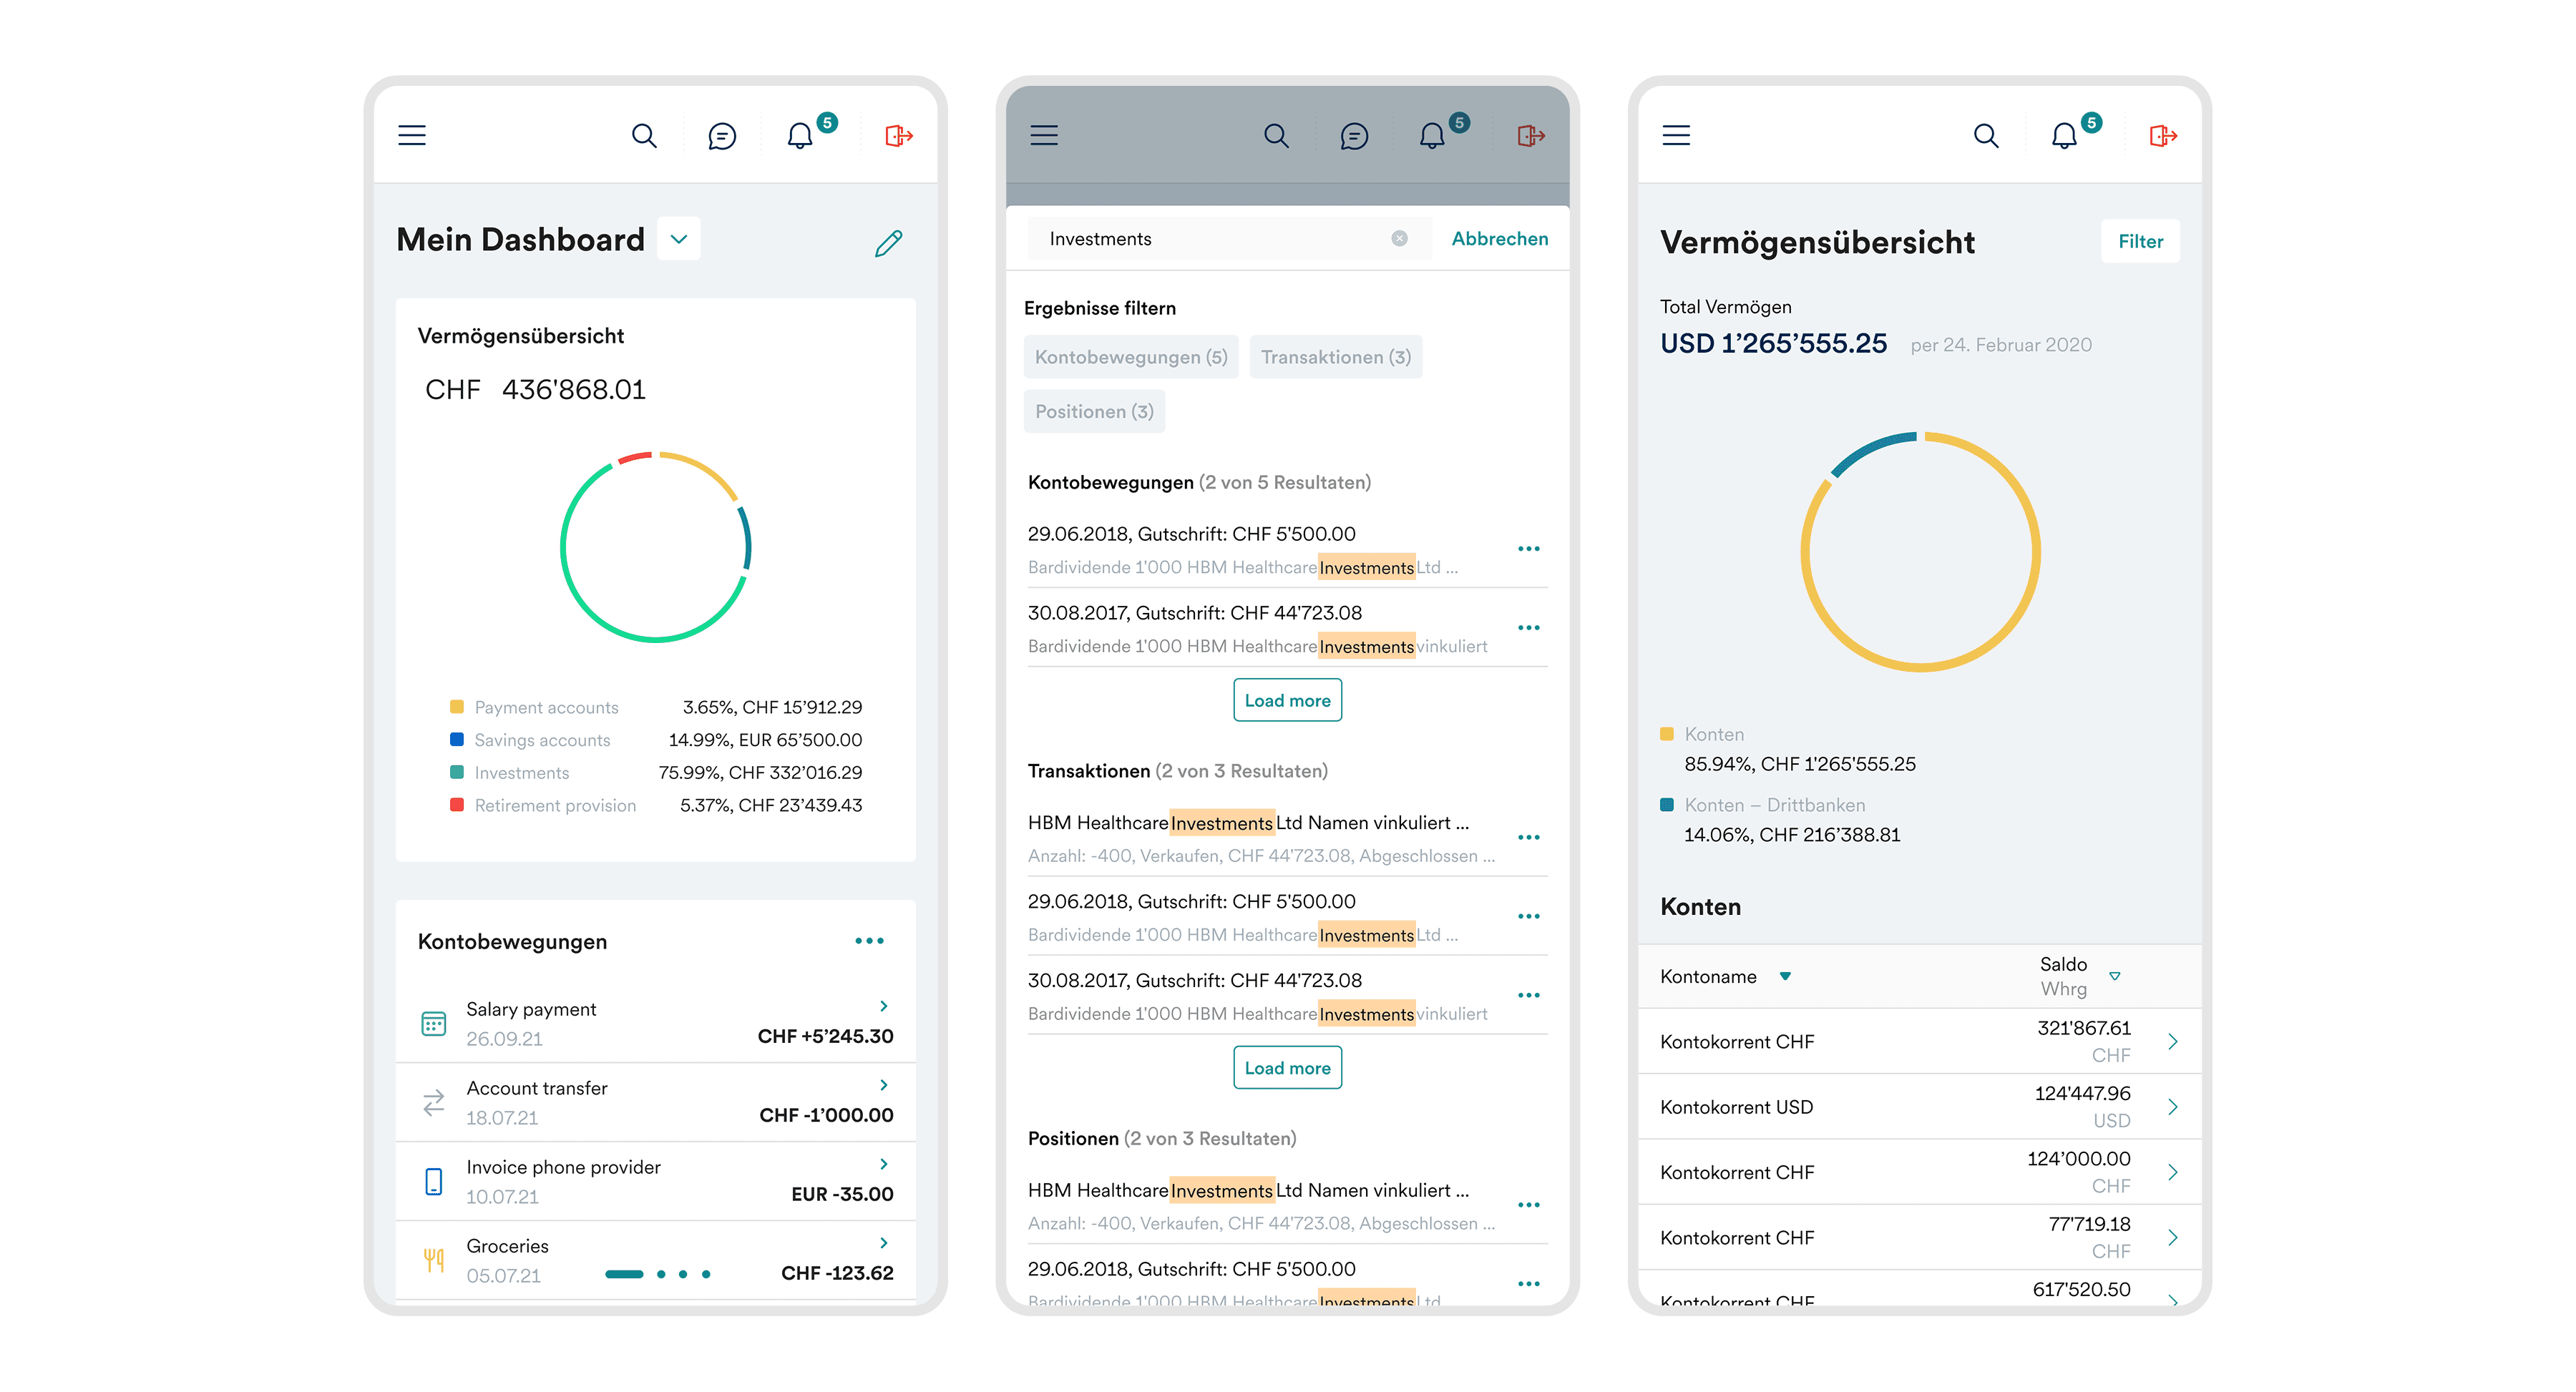 5
Mein Dashboard
Vermögensübersicht
CHF 436'868.01
Payment accounts 3.65%, CHF 15’912.29
Savings accounts 14.99%, EUR 65’500.00
Investments 75.99%, CHF 332’016.29
Retirement provision 5.37%, CHF 23’439.43
Kontobewegungen
Salary payment
26.09.21 CHF +5’245.30
Account transfer
18.07.21 CHF -1’000.00
Invoice phone provider
10.07.21 EUR -35.00
Groceries
05.07.21 CHF -123.62
5
Investments Abbrechen
Ergebnisse filtern
Kontobewegungen (5) Transaktionen (3)
Positionen (3)
Kontobewegungen (2 von 5 Resultaten)
29.06.2018, Gutschrift: CHF 5'500.00
Bardividende 1'000 HBM Healthcare Investments Ltd ...
30.08.2017, Gutschrift: CHF 44'723.08
Bardividende 1'000 HBM Healthcare Investments vinkuliert
Load more
Transaktionen (2 von 3 Resultaten)
HBM Healthcare Investments Ltd Namen vinkuliert ...
Anzahl: -400, Verkaufen, CHF 44'723.08, Abgeschlossen ...
29.06.2018, Gutschrift: CHF 5'500.00
Bardividende 1'000 HBM Healthcare Investments Ltd ...
30.08.2017, Gutschrift: CHF 44'723.08
Bardividende 1'000 HBM Healthcare Investments vinkuliert
Load more
Positionen (2 von 3 Resultaten)
HBM Healthcare Investments Ltd Namen vinkuliert ...
Anzahl: -400, Verkaufen, CHF 44'723.08, Abgeschlossen ...
29.06.2018, Gutschrift: CHF 5'500.00
Bardividende 1'000 HBM Healthcare Investments Ltd
5
Vermögensübersicht Filter
Total Vermögen
USD 1’265’555.25 per 24. Februar 2020
Konten
85.94%, CHF 1'265'555.25
Konten – Drittbanken
14.06%, CHF 216’388.81
Konten
Kontoname Saldo
Whrg
Kontokorrent CHF 321'867.61
CHF
Kontokorrent USD 124'447.96
USD
Kontokorrent CHF 124’000.00
CHF
Kontokorrent CHF 77'719.18
CHF
Kontokorrent CHF 617'520.50